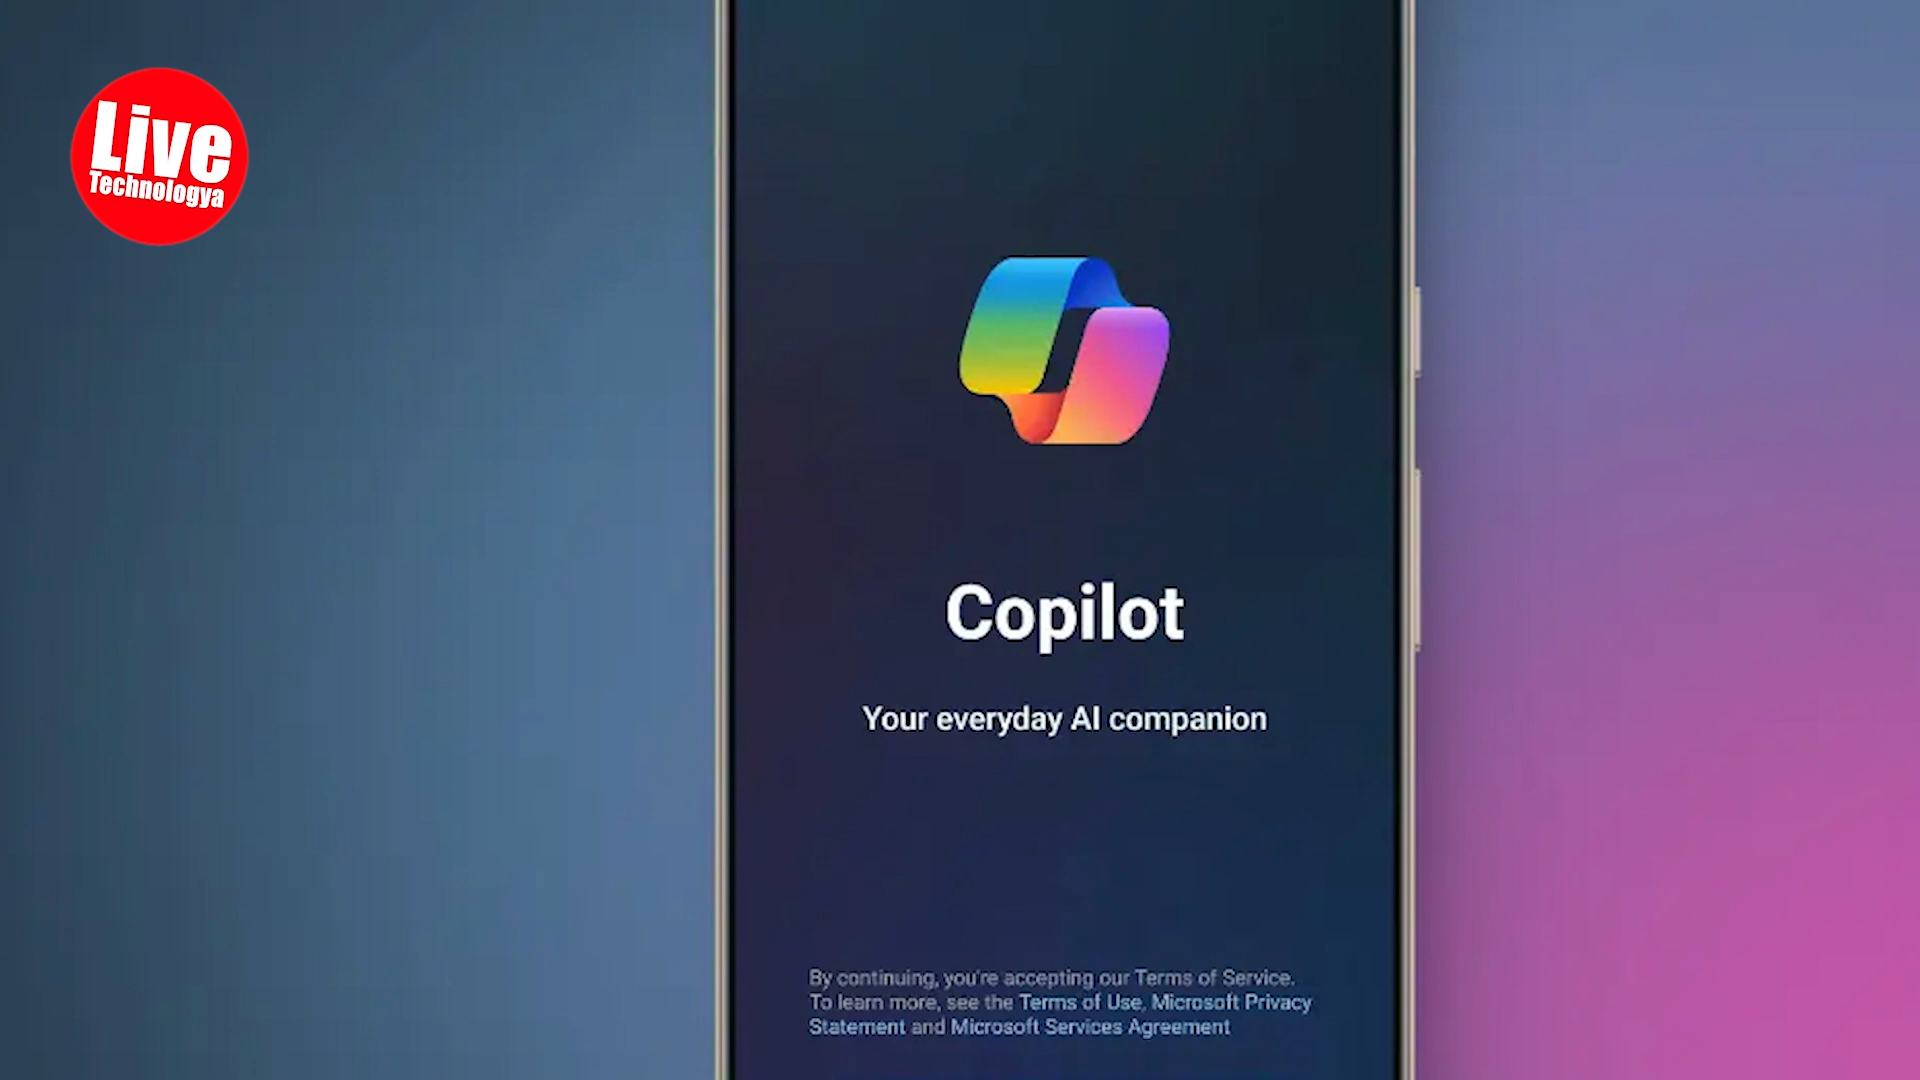 Live
Technologya
Copilot
Your everyday AI companion
By continuing, you're accepting our Terms of Service.
To learn more, see the Terms of Use, Microsoft Privacy
Statement and Microsoft Services Agreement